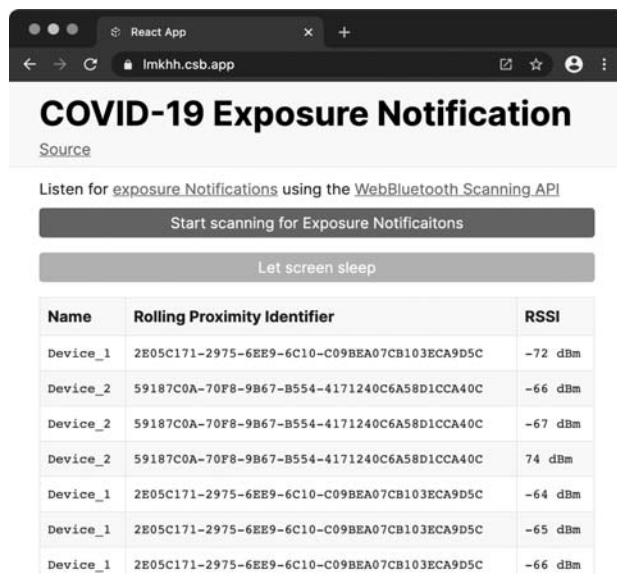 React App
lmkhh.csb.app
COVID-19 Exposure Notification
Source
Listen for exposure Notifications using the WebBluetooth Scanning API
Start scanning for Exposure Notificaitons
Let screen sleep
Name Rolling Proximity Identifier RSSI
Device_1 2E05C171-2975-6EE9-6C10-C09BEA07CB103ECA9D5C -72 dBm
Device_2 59187C0A-70F8-9B67-B554-4171240C6A58D1CCA40C -66 dBm
Device_2 59187C0A-70F8-9B67-B554-4171240C6A58D1CCA40C -67 dBm
Device_2 59187C0A-70F8-9B67-B554-4171240C6A58D1CCA40C 74 dBm
Device_1 2E05C171-2975-6EE9-6C10-C09BEA07CB103ECA9D5C -64 dBm
Device_1 2E05C171-2975-6EE9-6C10-C09BEA07CB103ECA9D5C -65 dBm
Device_1 2E05C171-2975-6EE9-6C10-C09BEA07CB103ECA9D5C -66 dBm